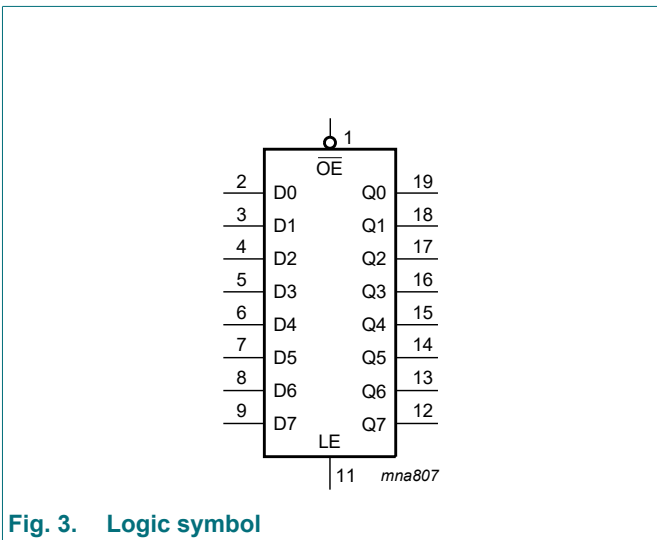 1
OE
2 D0 Q0 19
3 D1 Q1 18
4 D2 Q2 17
5 D3 Q3 16
6 D4 Q4 15
7 D5 Q5 14
8 D6 Q6 13
9 D7 Q7 12
LE
11 mna807
Fig. 3. Logic symbol